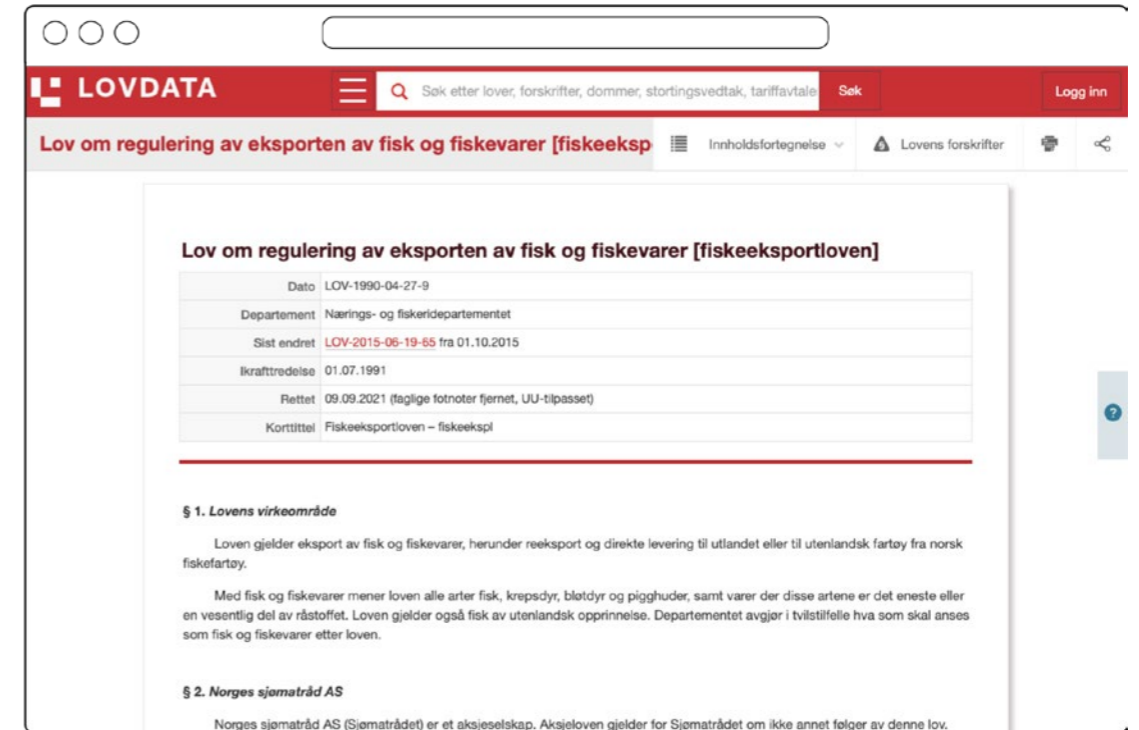 LOVDATA
Søk etter lover, forskrifter, dommer, stortingsvedtak, tariffavtale
Søk
Logg inn
Lov om regulering av eksporten av fisk og fiskevarer [fiskeeksp
Innholdsfortegnelse
Lovens forskrifter
Lov om regulering av eksporten av fisk og fiskevarer [fiskeeksportloven]
Dato LOV-1990-04-27-9
Departement Nærings- og fiskeridepartementet
Sist endret LOV-2015-06-19-65 fra 01.10.2015
Ikrafttredelse 01.07.1991
Rettet 09.09.2021 (faglige fotnoter fjernet, UU-tilpasset)
Korttittel Fiskeeksportloven – fiskeekspl
§ 1. Lovens virkeområde
Loven gjelder eksport av fisk og fiskevarer, herunder reeksport og direkte levering til utlandet eller til utenlandsk fartøy fra norsk
fiskefartøy.
Med fisk og fiskevarer mener loven alle arter fisk, krepsdyr, bløtdyr og pigghuder, samt varer der disse artene er det eneste eller
en vesentlig del av råstoffet. Loven gjelder også fisk av utenlandsk opprinnelse. Departementet avgjør i tvilstilfelle hva som skal anses
som fisk og fiskevarer etter loven.
§ 2. Norges sjømatråd AS
Norges sjømatråd AS (Sjømatrådet) er et aksjeselskap. Aksjeloven gjelder for Sjømatrådet om ikke annet følger av denne lov.
?